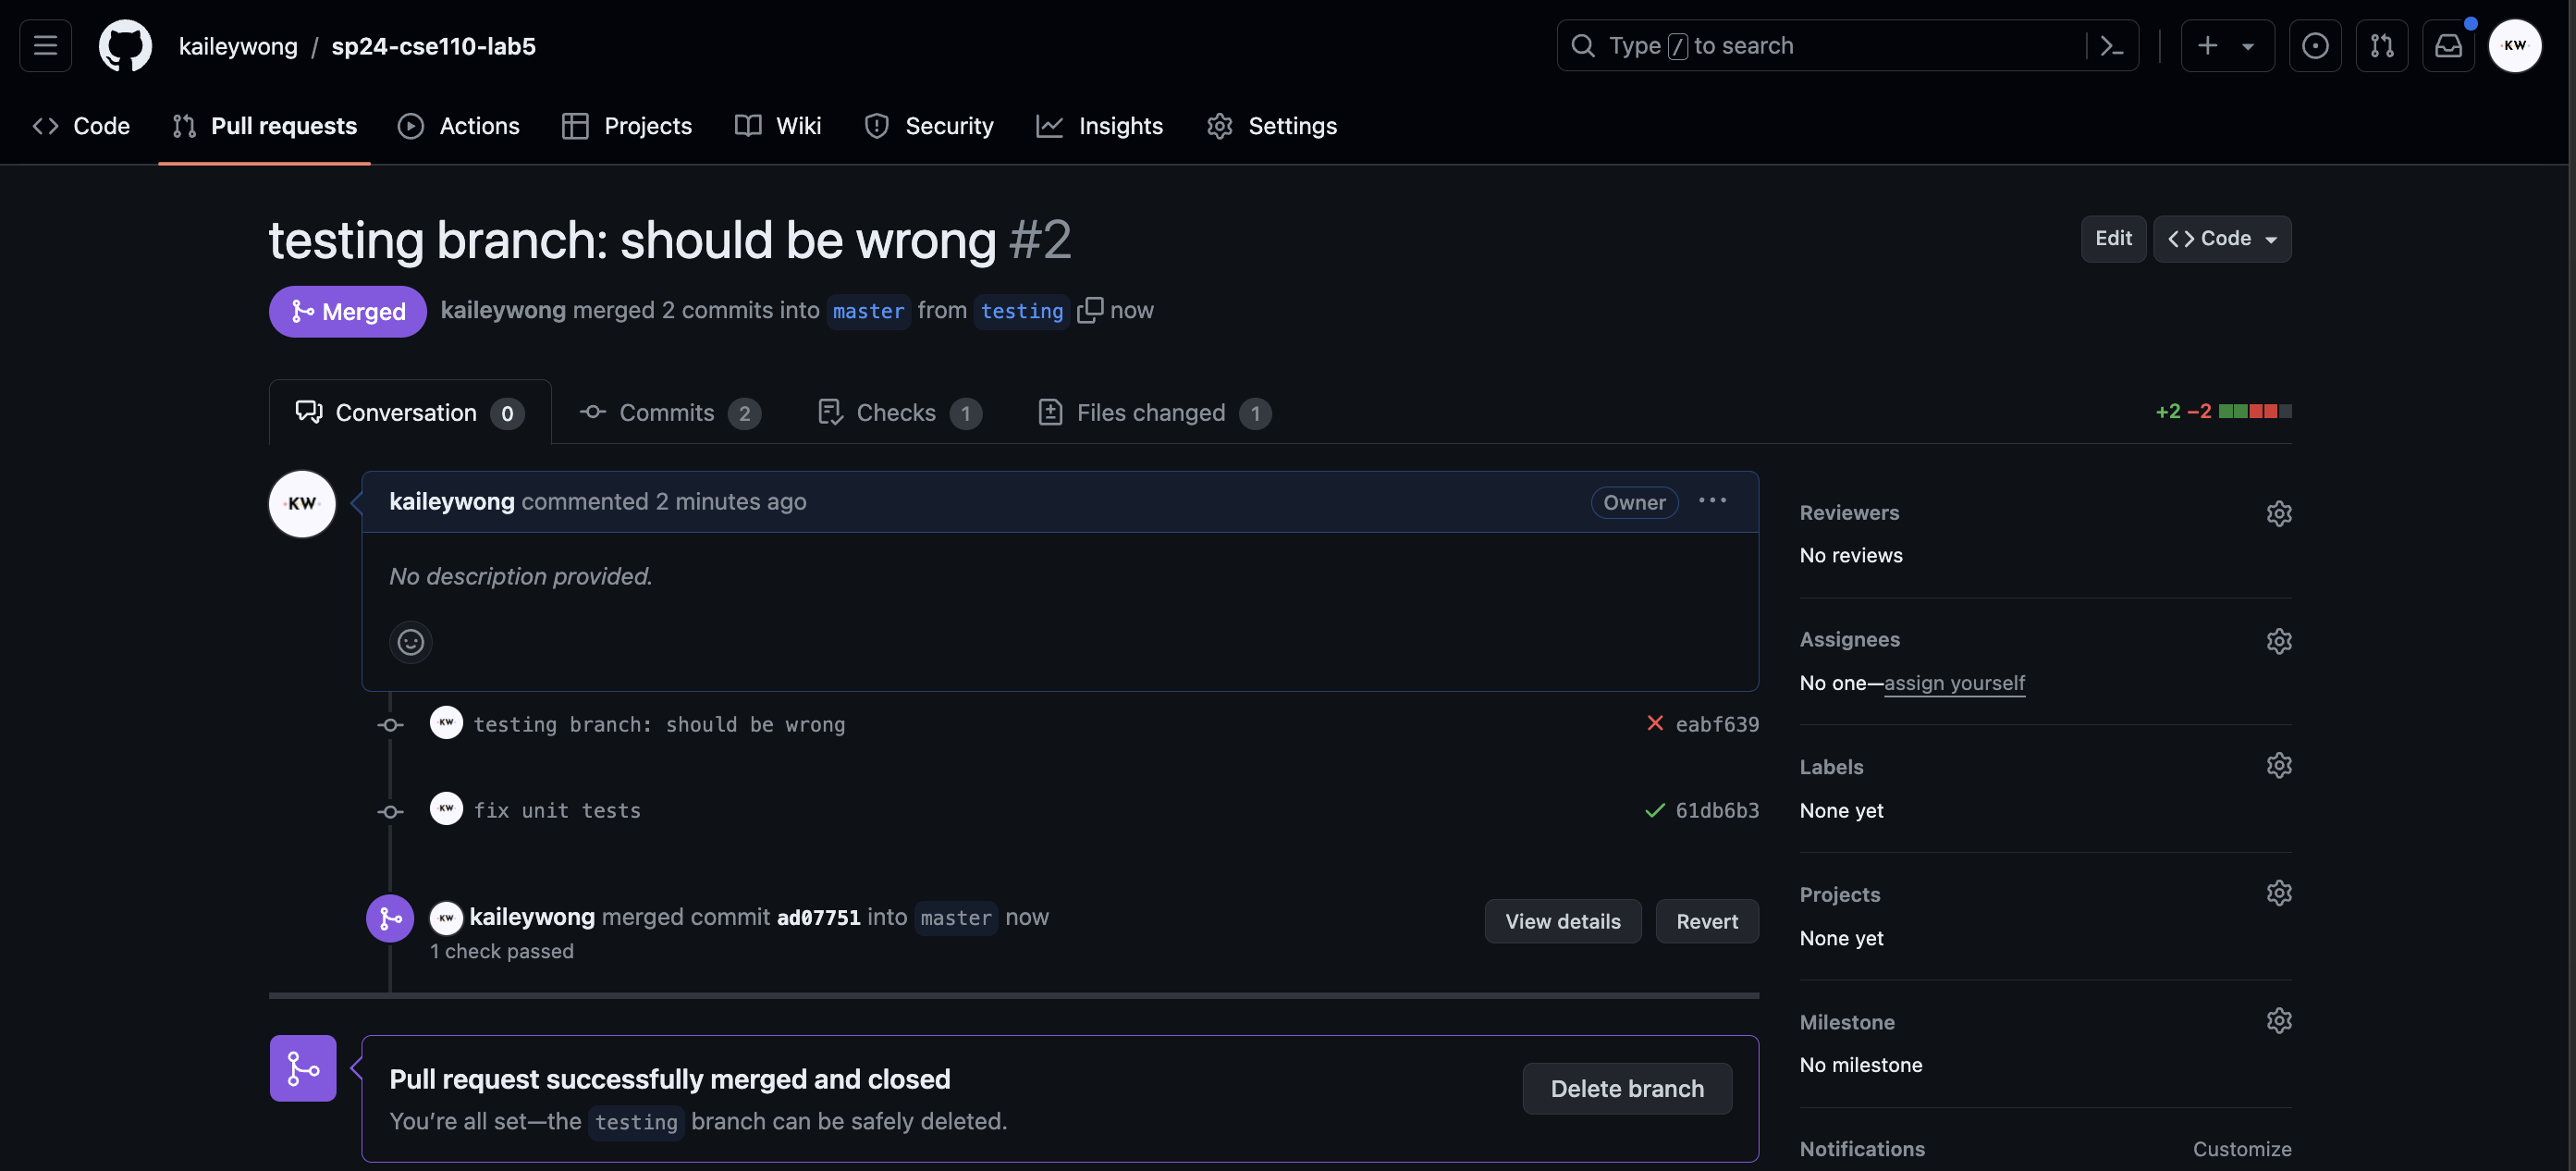 kaileywong / sp24-cse110-lab5
Type / to search
KW
Code
Pull requests
Actions
Projects
Wiki
Security
Insights
Settings
testing branch: should be wrong #2
Edit
Code
Merged
kaileywong merged 2 commits into master from testing now
Conversation 0
Commits 2
Checks 1
Files changed 1
+2 −2
KW
kaileywong commented 2 minutes ago
Owner
No description provided.
KW testing branch: should be wrong
eabf639
KW fix unit tests
61db6b3
KW kaileywong merged commit ad07751 into master now
1 check passed
View details
Revert
Pull request successfully merged and closed
You’re all set—the testing branch can be safely deleted.
Delete branch
Reviewers
No reviews
Assignees
No one—assign yourself
Labels
None yet
Projects
None yet
Milestone
No milestone
Notifications
Customize